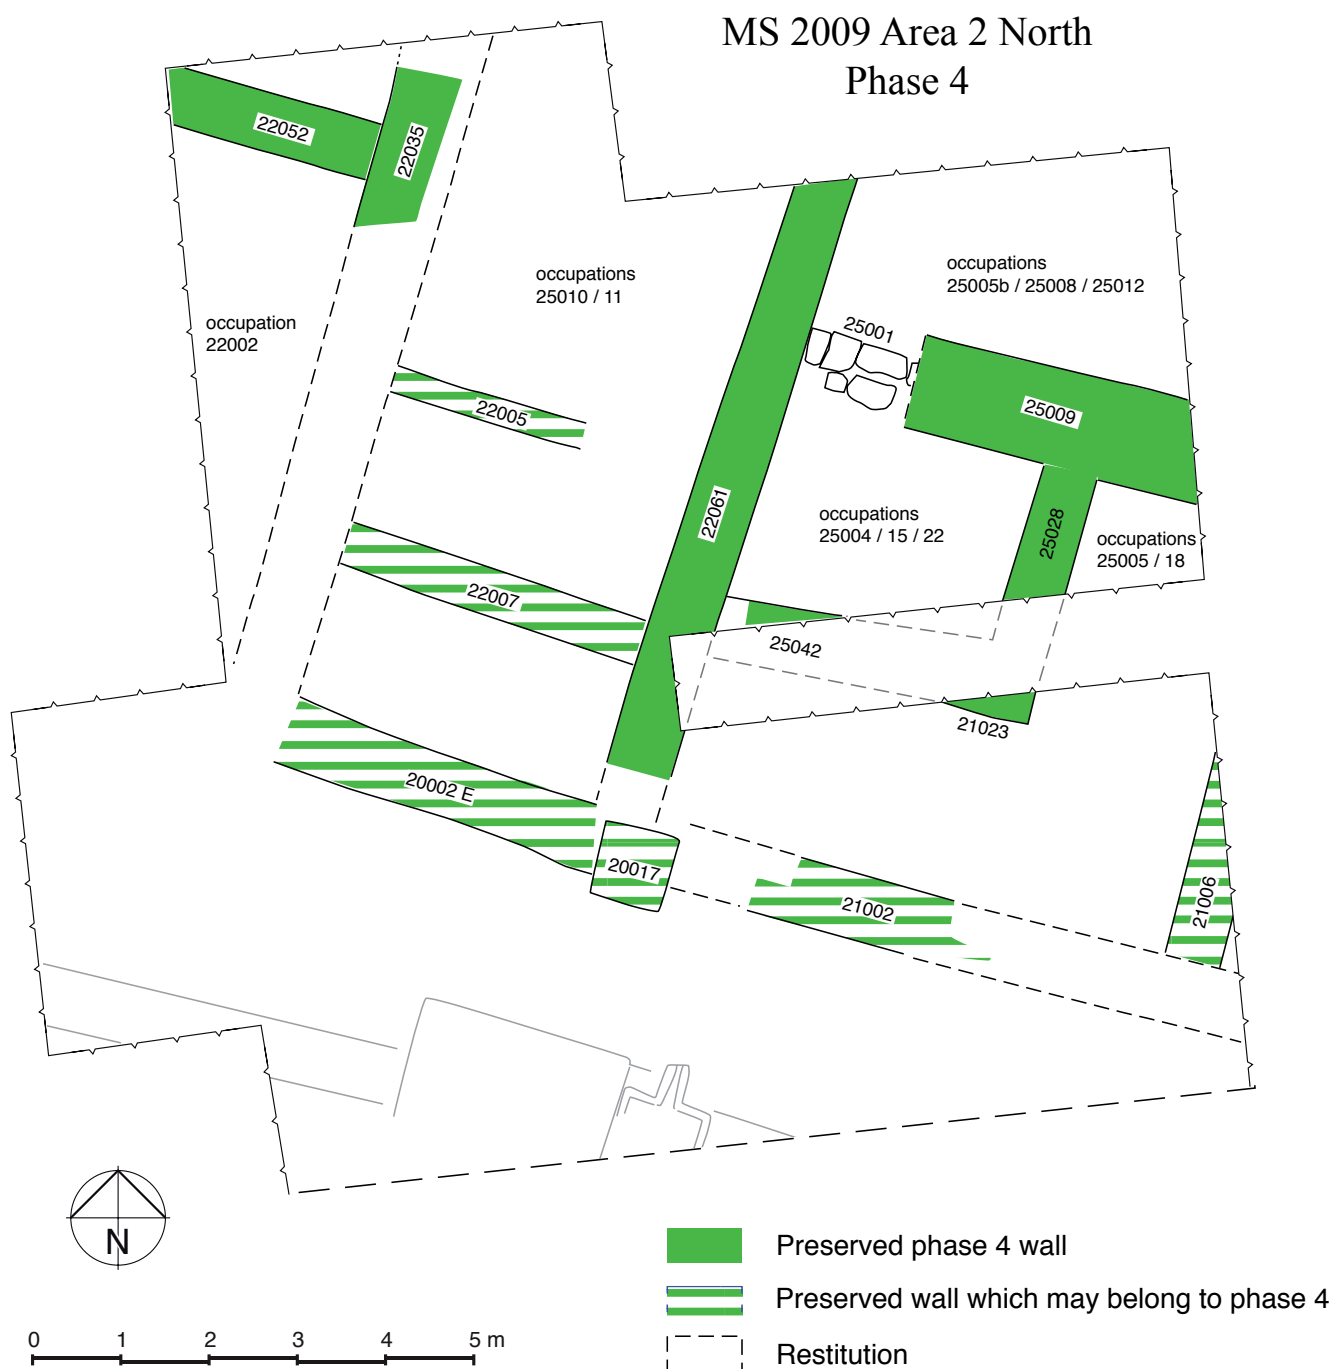 MS 2009 Area 2 North
Phase 4
22052
22035
occupations
25010 / 11
occupations
25005b / 25008 / 25012
occupation
22002
25001
22005
25009
22061
occupations
25004 / 15 / 22
25028
occupations
25005 / 18
22007
25042
21023
20002 E
20017
21002
21006
N
Preserved phase 4 wall
Preserved wall which may belong to phase 4
Restitution
0 1 2 3 4 5 m